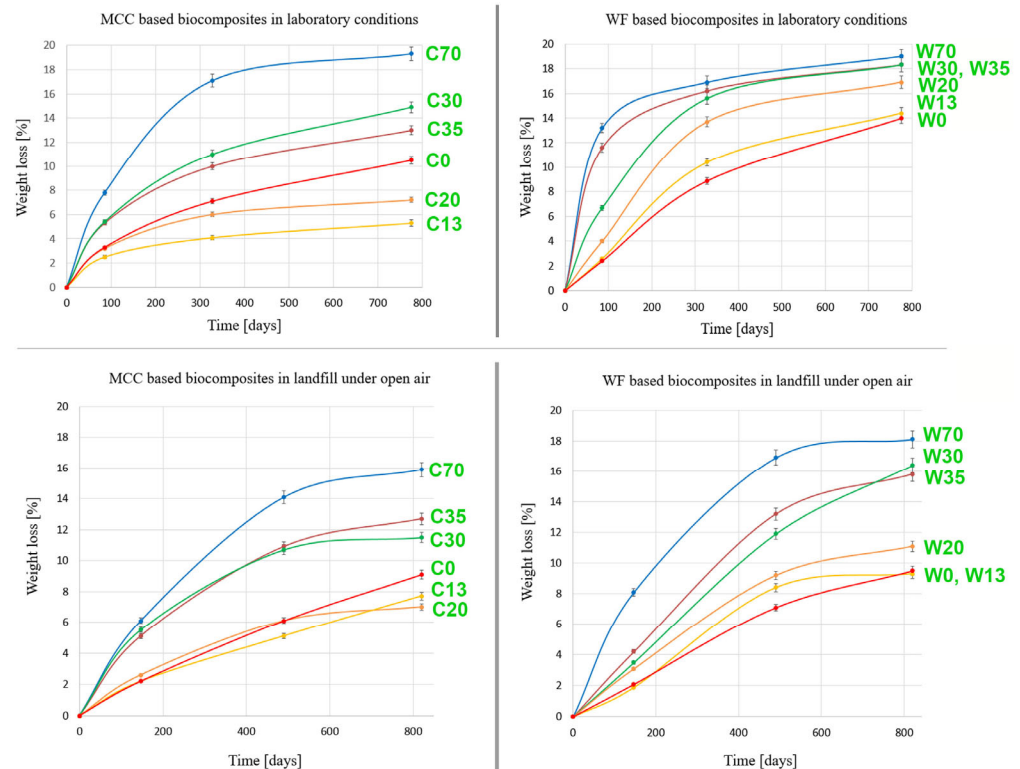 MCC based biocomposites in laboratory conditions
Weight loss [%]
20
18
16
14
12
10
8
6
4
2
0
0 100 200 300 400 500 600 700 800
Time [days]
C70
C30
C35
C0
C20
C13
WF based biocomposites in laboratory conditions
Weight loss [%]
20
18
16
14
12
10
8
6
4
2
0
0 100 200 300 400 500 600 700 800
Time [days]
W70
W30, W35
W20
W13
W0
MCC based biocomposites in landfill under open air
Weight loss [%]
20
18
16
14
12
10
8
6
4
2
0
0 200 400 600 800
Time [days]
C70
C35
C30
C0
C13
C20
WF based biocomposites in landfill under open air
Weight loss [%]
20
18
16
14
12
10
8
6
4
2
0
0 200 400 600 800
Time [days]
W70
W30
W35
W20
W0, W13